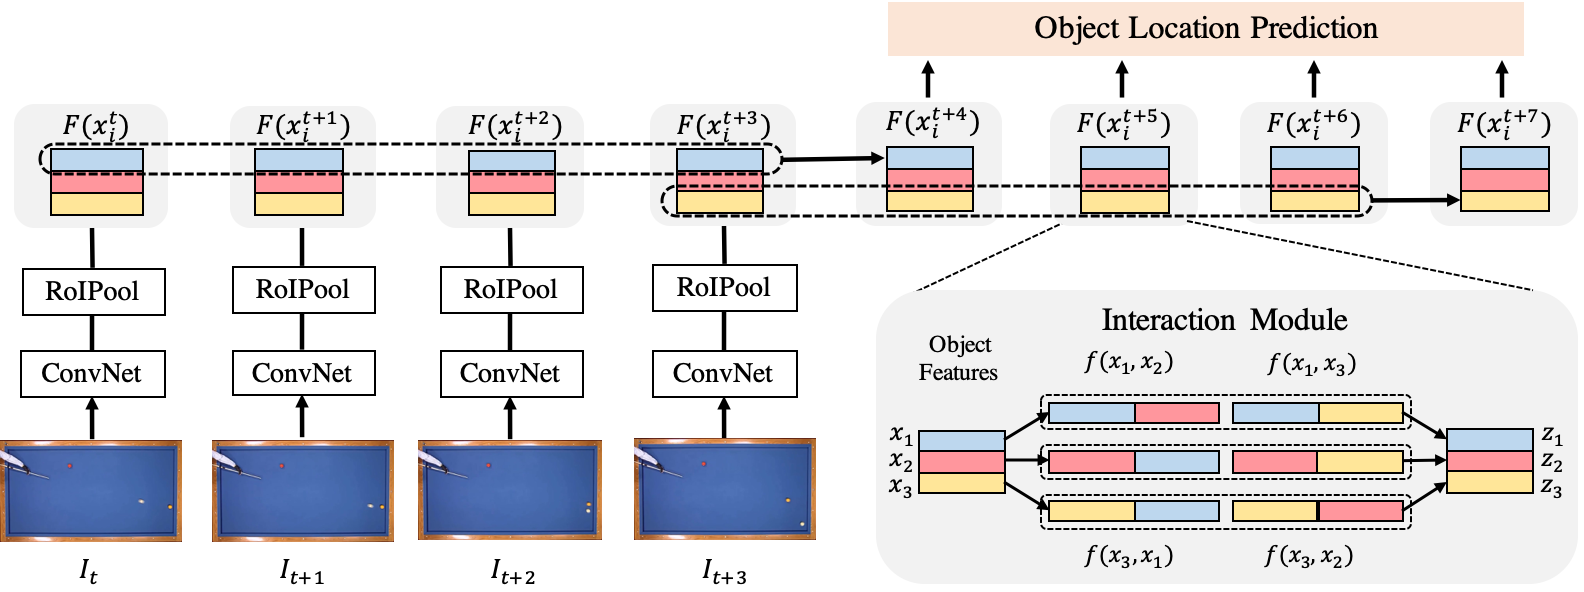 Object Location Prediction
F(x_i^t) F(x_i^{t+1}) F(x_i^{t+2}) F(x_i^{t+3}) F(x_i^{t+4}) F(x_i^{t+5}) F(x_i^{t+6}) F(x_i^{t+7})
RoIPool RoIPool RoIPool RoIPool
ConvNet ConvNet ConvNet ConvNet
I_t I_{t+1} I_{t+2} I_{t+3}
Interaction Module
Object
Features
f(x_1, x_2) f(x_1, x_3)
x_1 z_1
x_2 z_2
x_3 z_3
f(x_3, x_1) f(x_3, x_2)